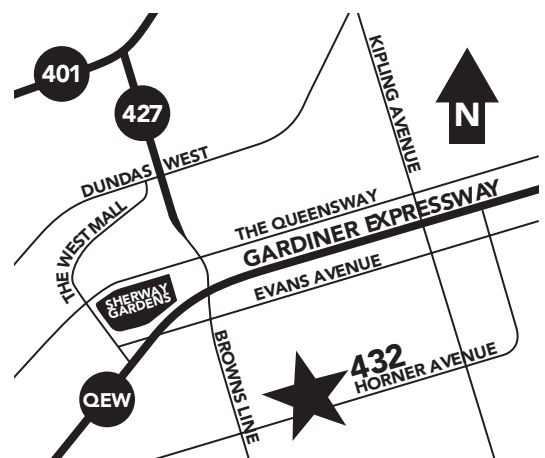 401
427
KIPLING AVENUE
N
DUNDAS WEST
THE WEST MALL
THE QUEENSWAY
GARDINER EXPRESSWAY
EVANS AVENUE
SHERWAY
GARDENS
BROWNS LINE
432
HORNER AVENUE
QEW